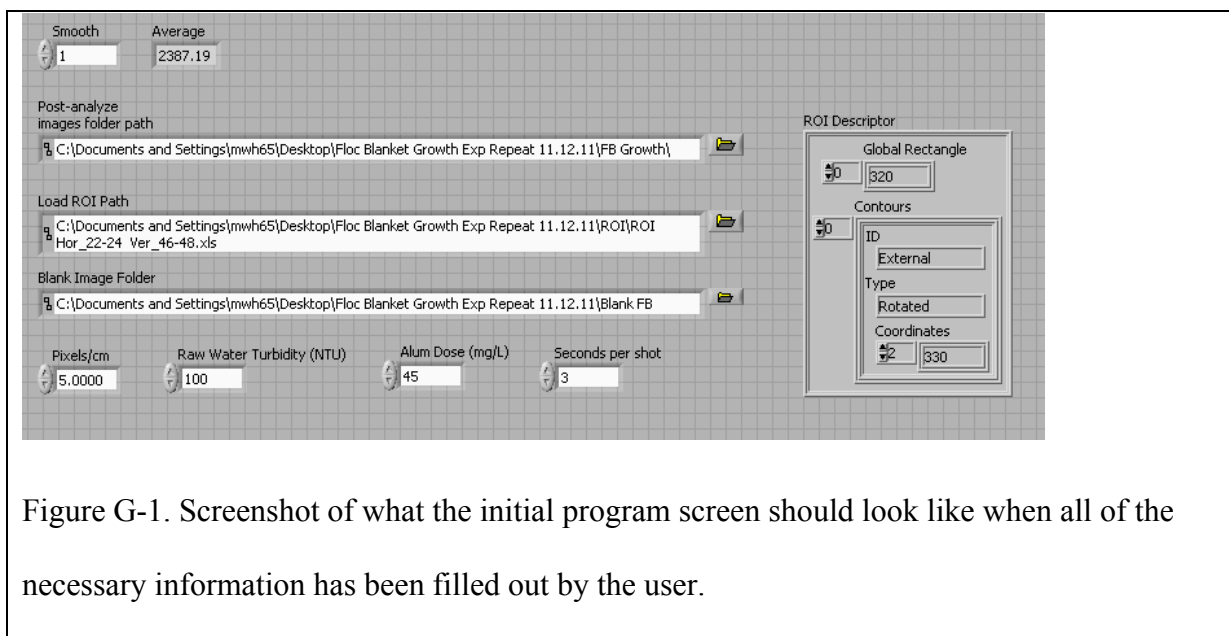 Smooth Average
1 2387.19
Post-analyze
images folder path
C:\Documents and Settings\mwh65\Desktop\Floc Blanket Growth Exp Repeat 11.12.11\FB Growth\
Load ROI Path
C:\Documents and Settings\mwh65\Desktop\Floc Blanket Growth Exp Repeat 11.12.11\ROI\ROI
Hor_22-24 Ver_46-48.xls
Blank Image Folder
C:\Documents and Settings\mwh65\Desktop\Floc Blanket Growth Exp Repeat 11.12.11\Blank FB
Pixels/cm Raw Water Turbidity (NTU) Alum Dose (mg/L) Seconds per shot
5.0000 100 45 3
ROI Descriptor
Global Rectangle
0 320
Contours
0
ID
External
Type
Rotated
Coordinates
2 330
Figure G-1. Screenshot of what the initial program screen should look like when all of the
necessary information has been filled out by the user.